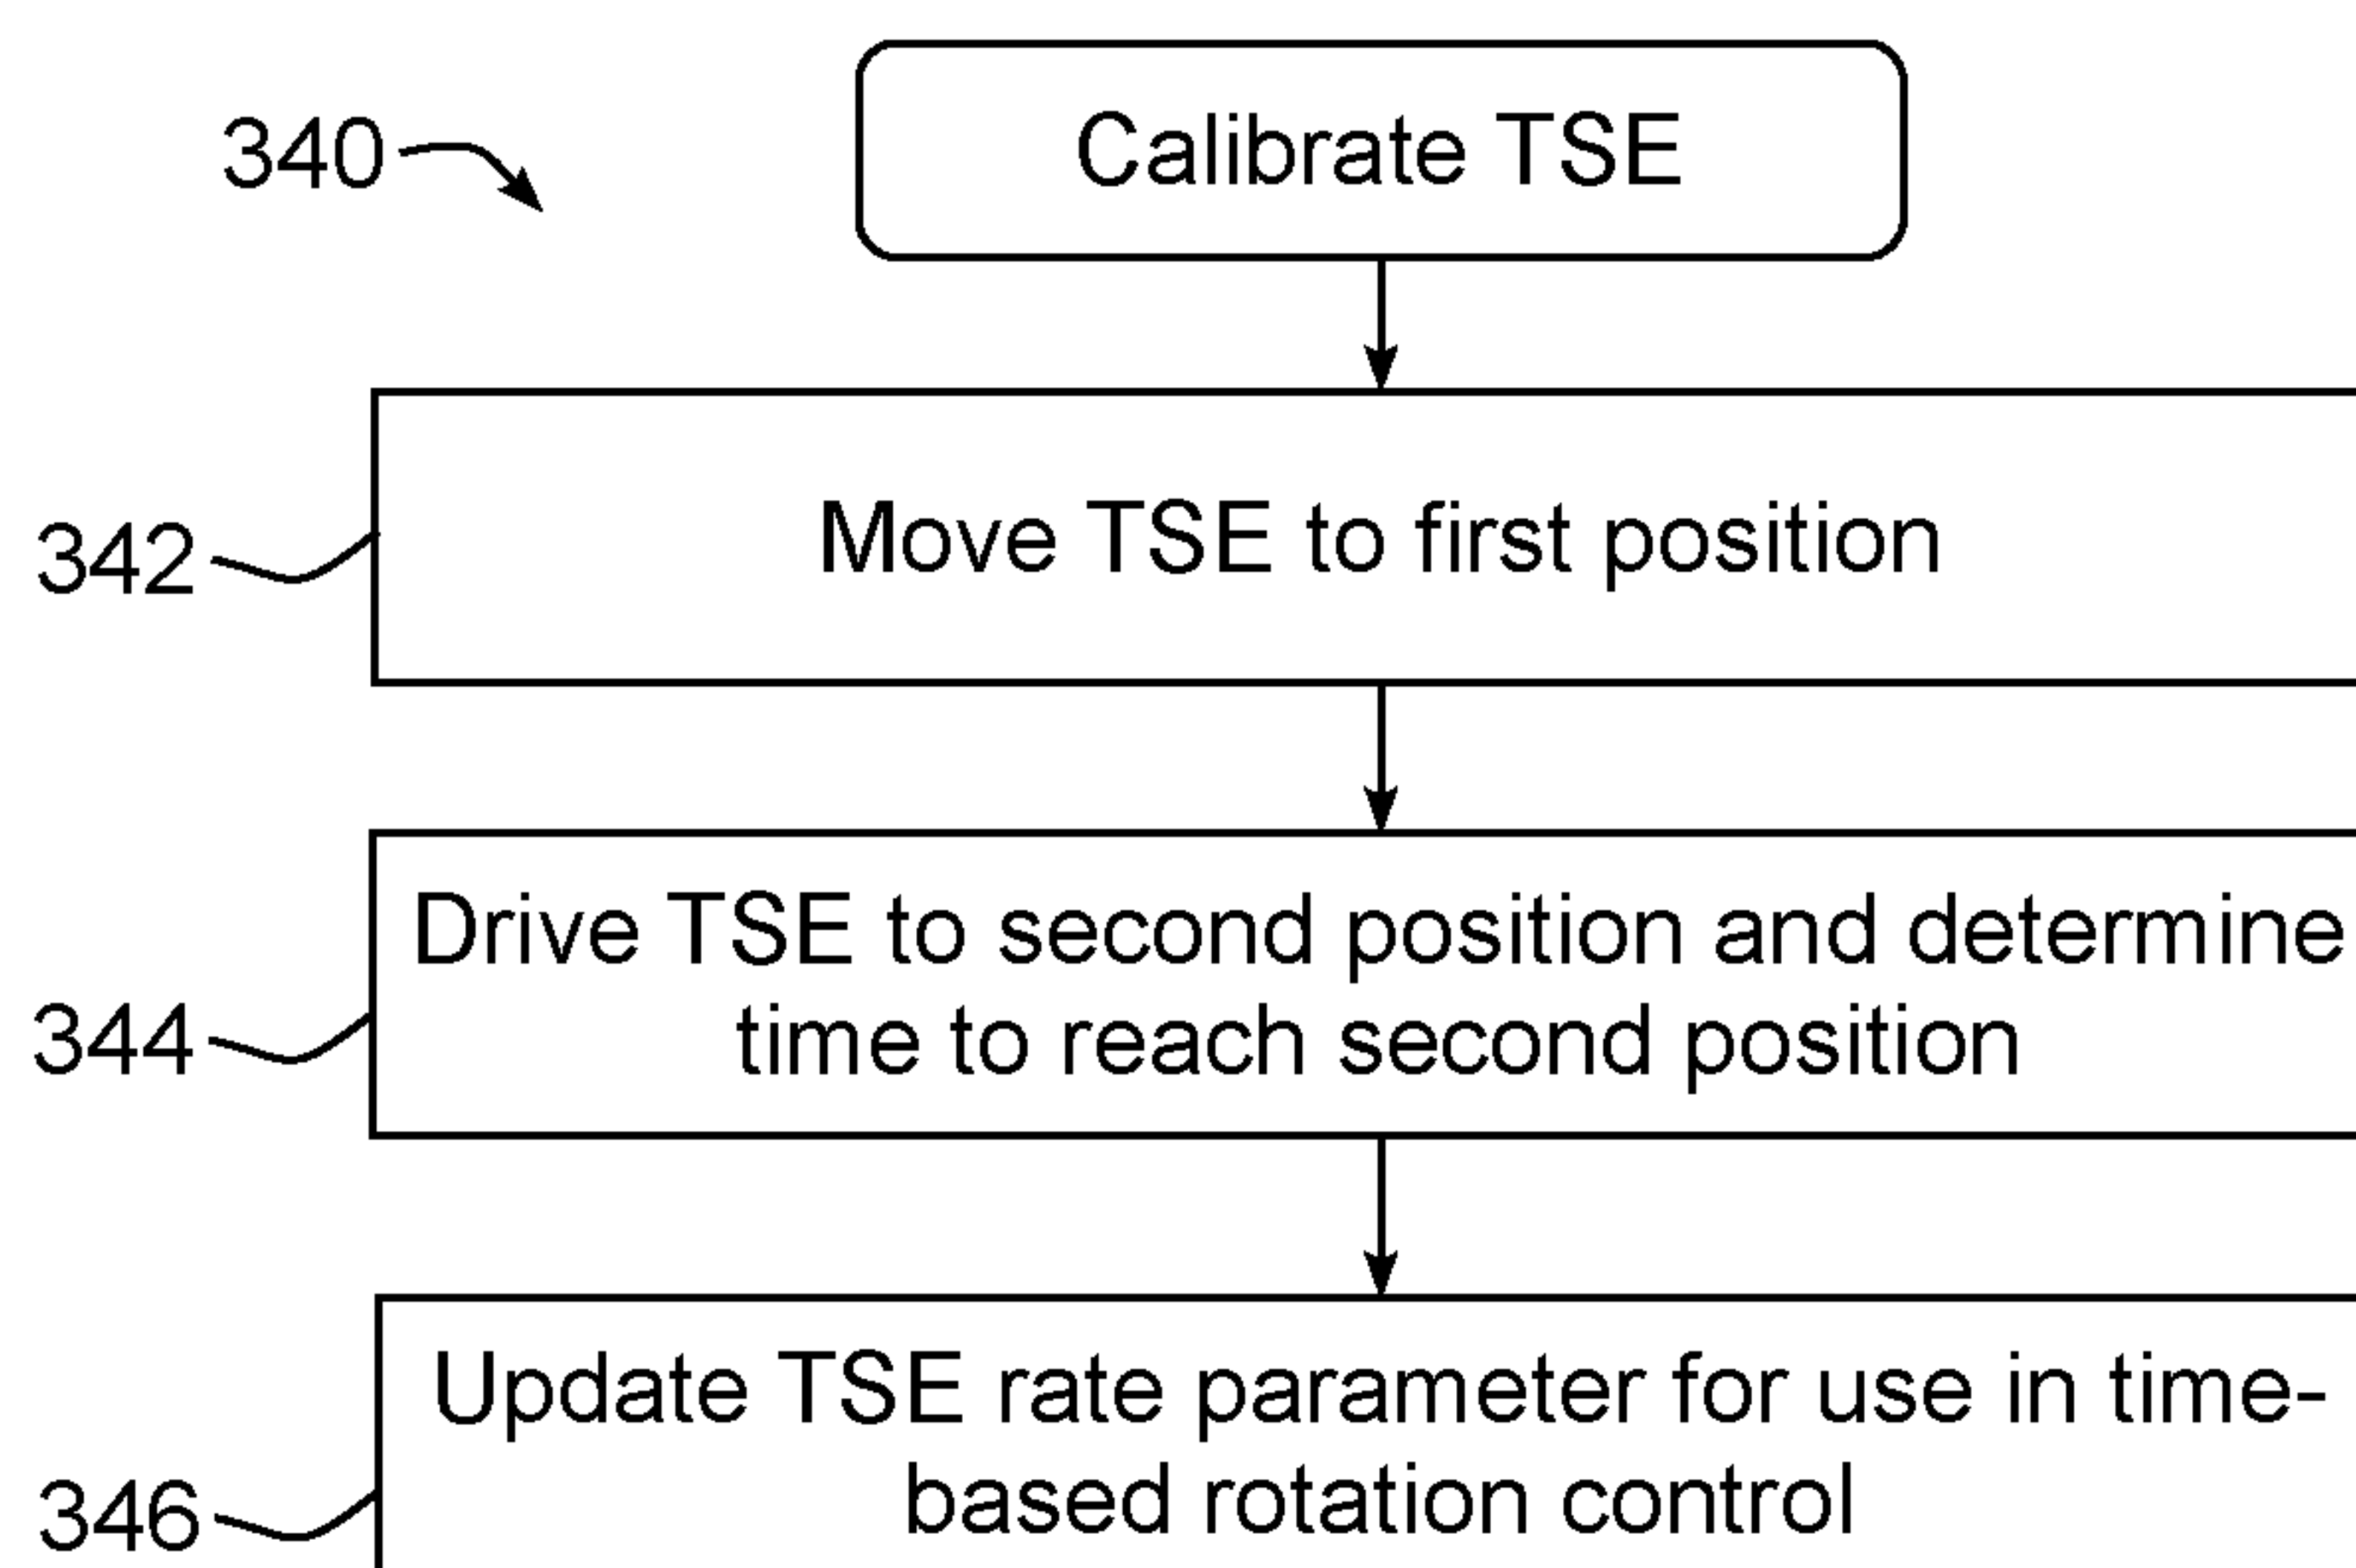 340
Calibrate TSE
342
Move TSE to first position
344
Drive TSE to second position and determine
time to reach second position
346
Update TSE rate parameter for use in time-
based rotation control